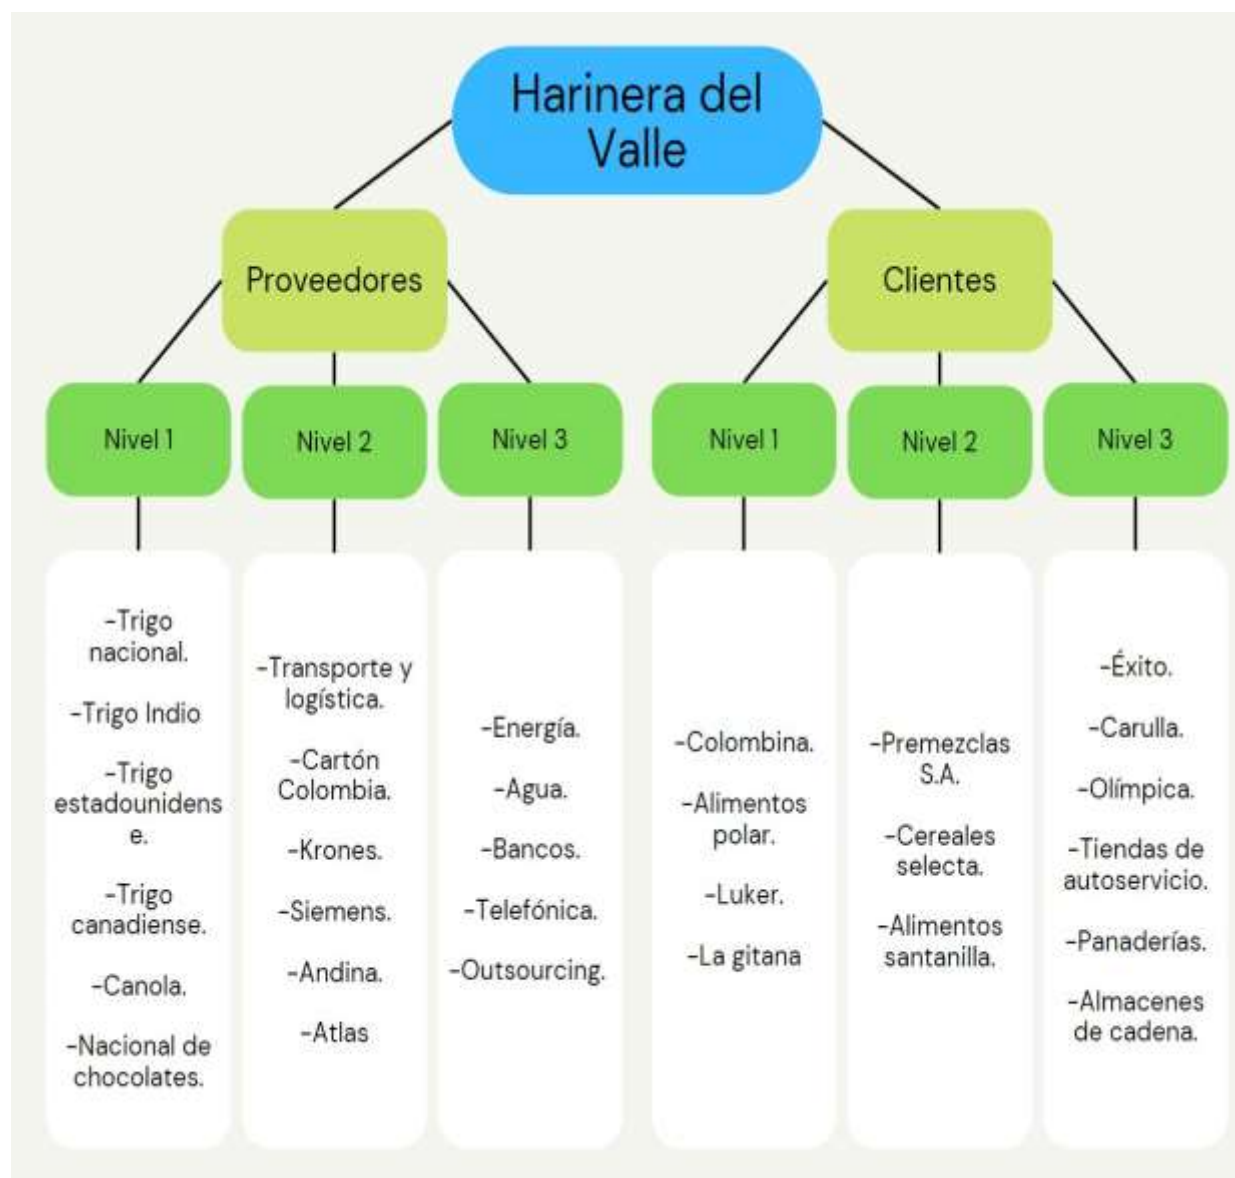 Harinera del
Valle
Proveedores
Clientes
Nivel 1
Nivel 2
Nivel 3
Nivel 1
Nivel 2
Nivel 3
-Trigo
nacional.
-Trigo Indio
-Trigo
estadounidens
e.
-Trigo
canadiense.
-Canola.
-Nacional de
chocolates.
-Transporte y
logística.
-Cartón
Colombia.
-Krones.
-Siemens.
-Andina.
-Atlas
-Energía.
-Agua.
-Bancos.
-Telefónica.
-Outsourcing.
-Colombina.
-Alimentos
polar.
-Luker.
-La gitana
-Premezclas
S.A.
-Cereales
selecta.
-Alimentos
santanilla.
-Éxito.
-Carulla.
-Olímpica.
-Tiendas de
autoservicio.
-Panaderías.
-Almacenes
de cadena.